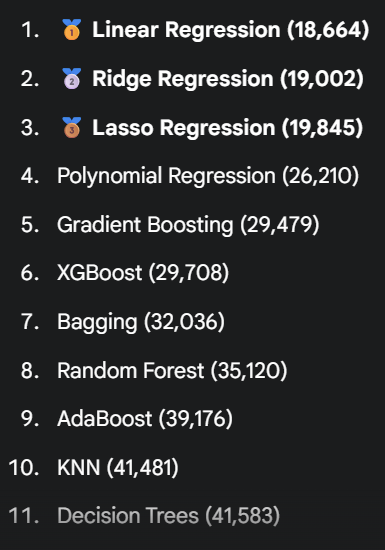 1. 🥇 Linear Regression (18,664)
2. 🥈 Ridge Regression (19,002)
3. 🥉 Lasso Regression (19,845)
4. Polynomial Regression (26,210)
5. Gradient Boosting (29,479)
6. XGBoost (29,708)
7. Bagging (32,036)
8. Random Forest (35,120)
9. AdaBoost (39,176)
10. KNN (41,481)
11. Decision Trees (41,583)